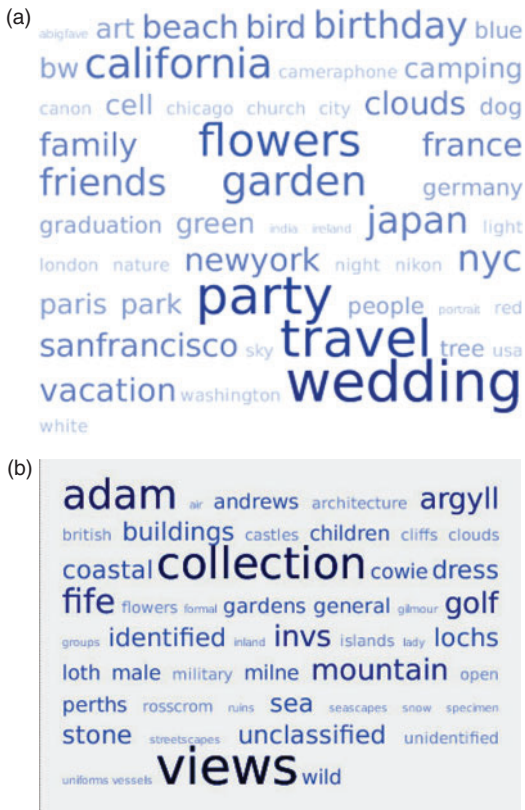 (a)
abigfave art beach bird birthday blue
bw california cameraphone camping
canon cell chicago church city clouds dog
family flowers france
friends garden germany
graduation green india ireland japan light
london nature newyork night nikon nyc
paris park party people portrait red
sanfrancisco sky travel tree usa
vacation washington wedding
white
(b)
adam air andrews architecture argyll
british buildings castles children cliffs clouds
coastal collection cowie dress
fife flowers formal gardens general gilmour golf
groups identified inland invs islands lady lochs
loth male military milne mountain open
perths rosscrom ruins sea seascapes snow specimen
stone streetscapes unclassified unidentified
uniforms vessels views wild